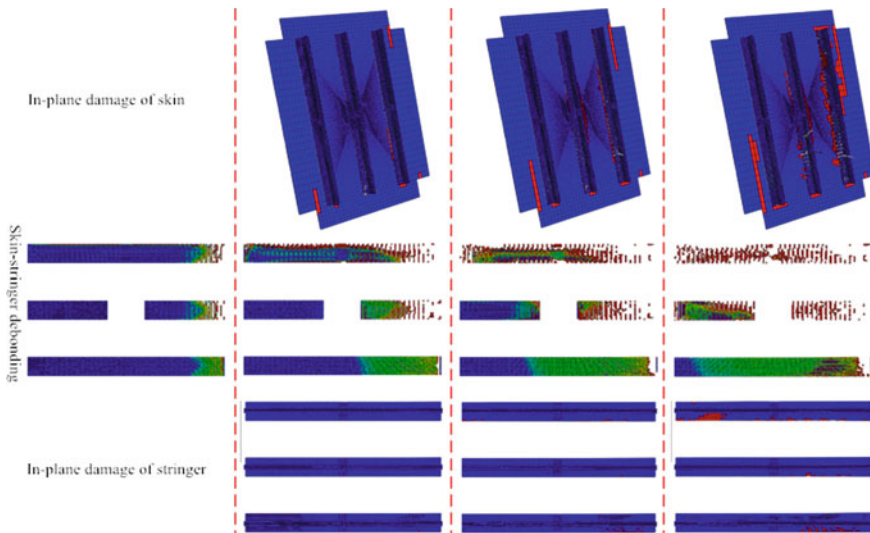 In-plane damage of skin
Skin-stringer debonding
In-plane damage of stringer